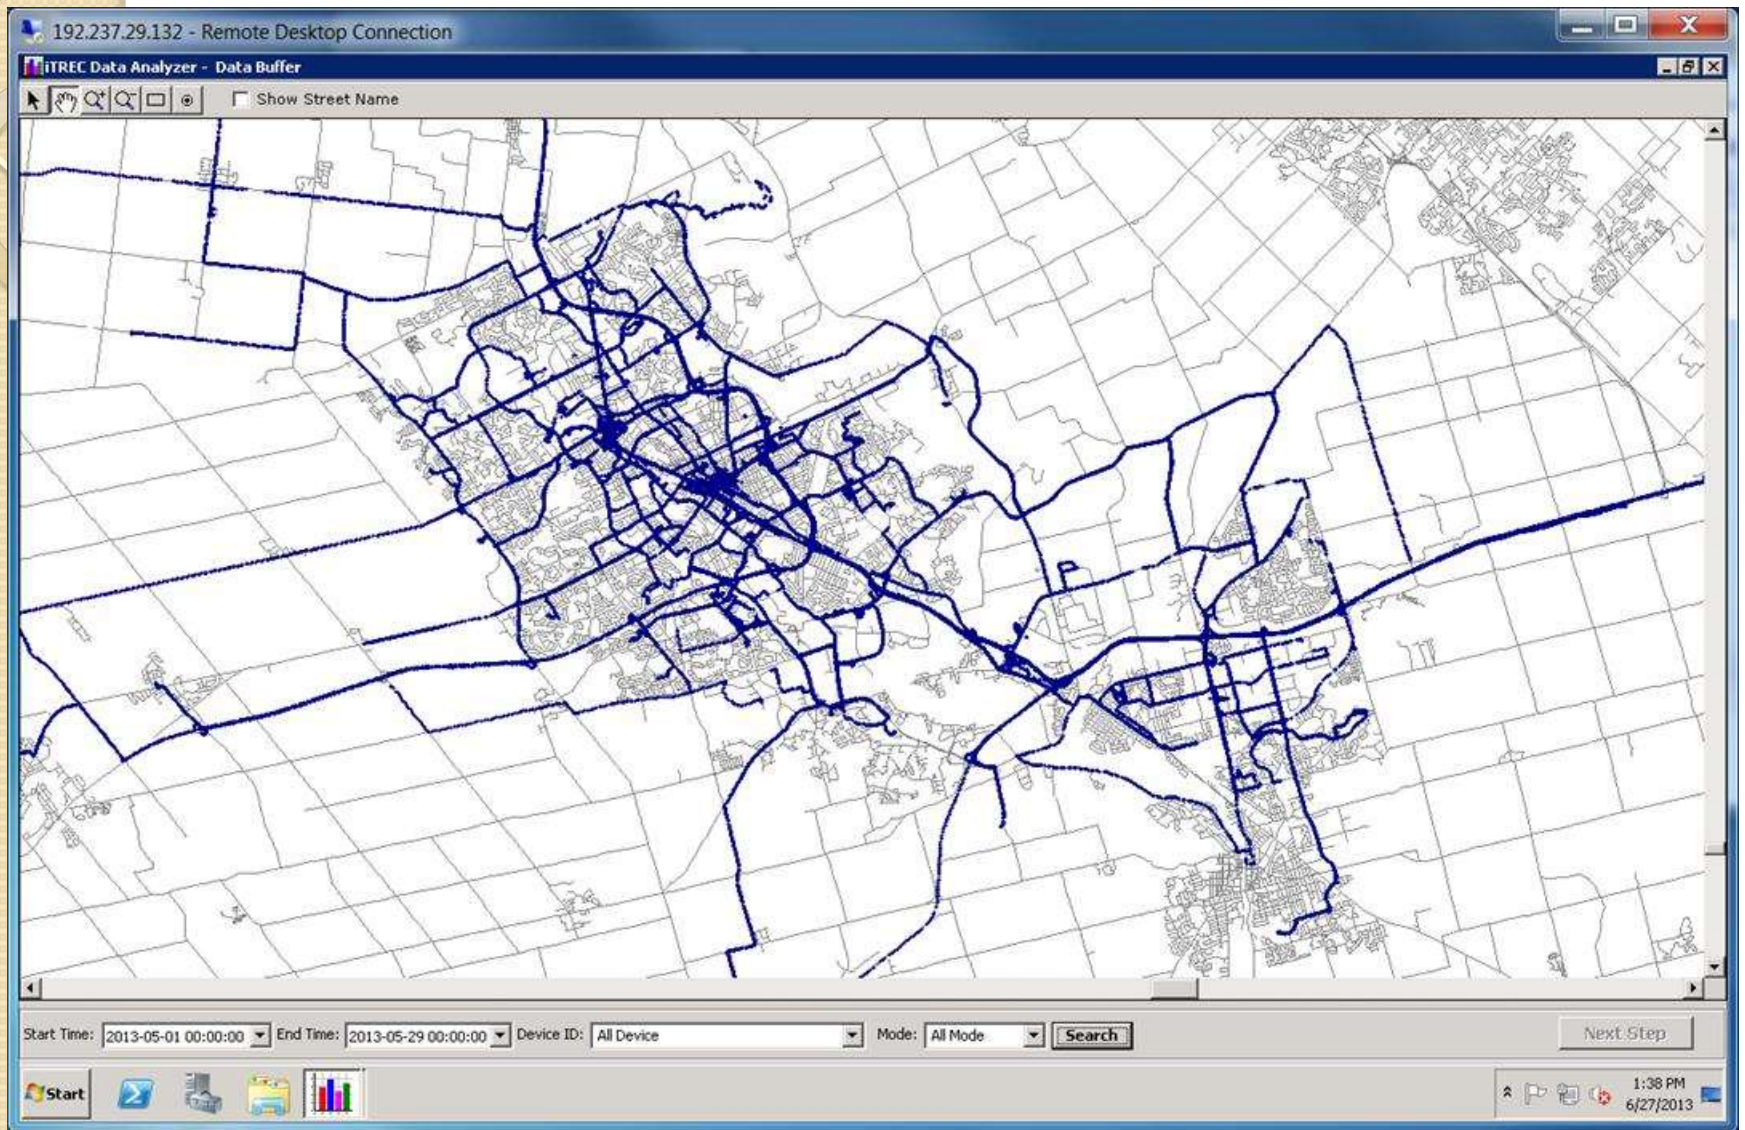 192.237.29.132 - Remote Desktop Connection
iTREC Data Analyzer - Data Buffer
Show Street Name
Start Time: 2013-05-01 00:00:00 End Time: 2013-05-29 00:00:00 Device ID: All Device Mode: All Mode Search Next Step
Start
1:38 PM
6/27/2013